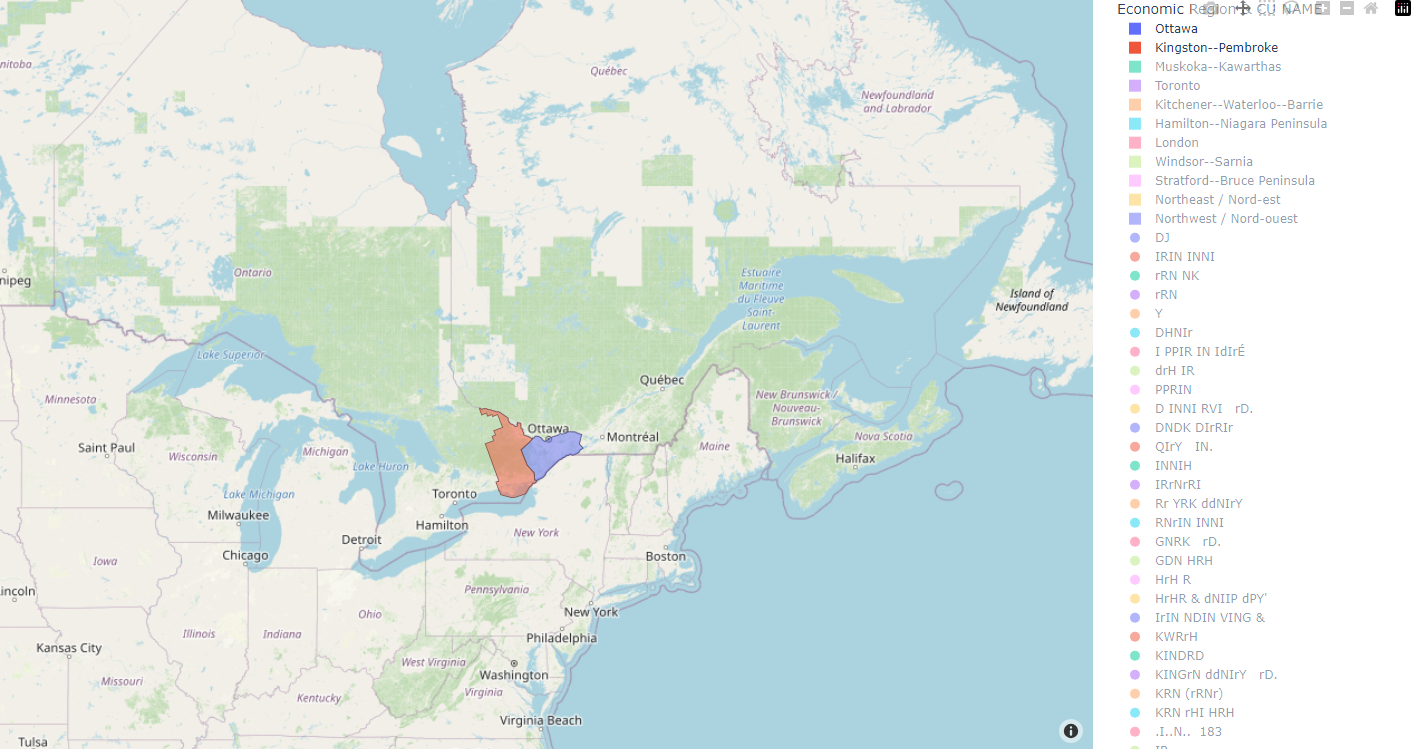 Québec
Newfoundland
and Labrador
nitoba
Ontario
Estuaire
Maritime
du Fleuve
Saint-
Laurent
nipeg
Island of
Newfoundland
Lake Superior
Minnesota
Québec
New Brunswick /
Nouveau-
Brunswick
Ottawa
Montréal
Nova Scotia
Maine
Saint Paul
Wisconsin
Michigan
Lake Huron
Halifax
Toronto
Lake Michigan
Milwaukee
Hamilton
New York
Detroit
Chicago
Boston
Iowa
Pennsylvania
incoln
New York
Ohio
Illinois
Indiana
Philadelphia
Kansas City
West Virginia
Washington
Missouri
Virginia
Kentucky
Virginia Beach
Tulsa
Economic Region & CU NAME
Ottawa
Kingston--Pembroke
Muskoka--Kawarthas
Toronto
Kitchener--Waterloo--Barrie
Hamilton--Niagara Peninsula
London
Windsor--Sarnia
Stratford--Bruce Peninsula
Northeast / Nord-est
Northwest / Nord-ouest
DJ
IRIN INNI
rRN NK
rRN
Y
DHNIr
I PPIR IN IdIrÉ
drH IR
PPRIN
D INNI RVI rD.
DNDK DIrRIr
QIrY IN.
INNIH
IRrNrRI
Rr YRK ddNIrY
RNrIN INNI
GNRK rD.
GDN HRH
HrH R
HrHR & dNIIP dPY'
IrIN NDIN VING &
KWRrH
KINDRD
KINGrN ddNIrY rD.
KRN (rRNr)
KRN rHI HRH
.I..N.. 183